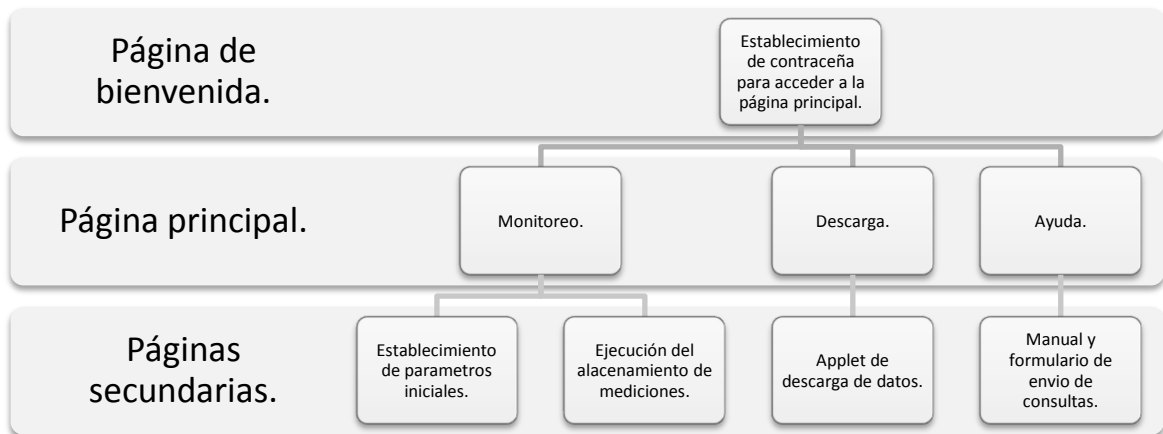 Página de
bienvenida.
Establecimiento
de contraceña
para acceder a la
página principal.
Página principal.
Monitoreo.
Descarga.
Ayuda.
Páginas
secundarias.
Establecimiento
de parametros
iniciales.
Ejecución del
alacenamiento de
mediciones.
Applet de
descarga de datos.
Manual y
formulario de
envio de
consultas.